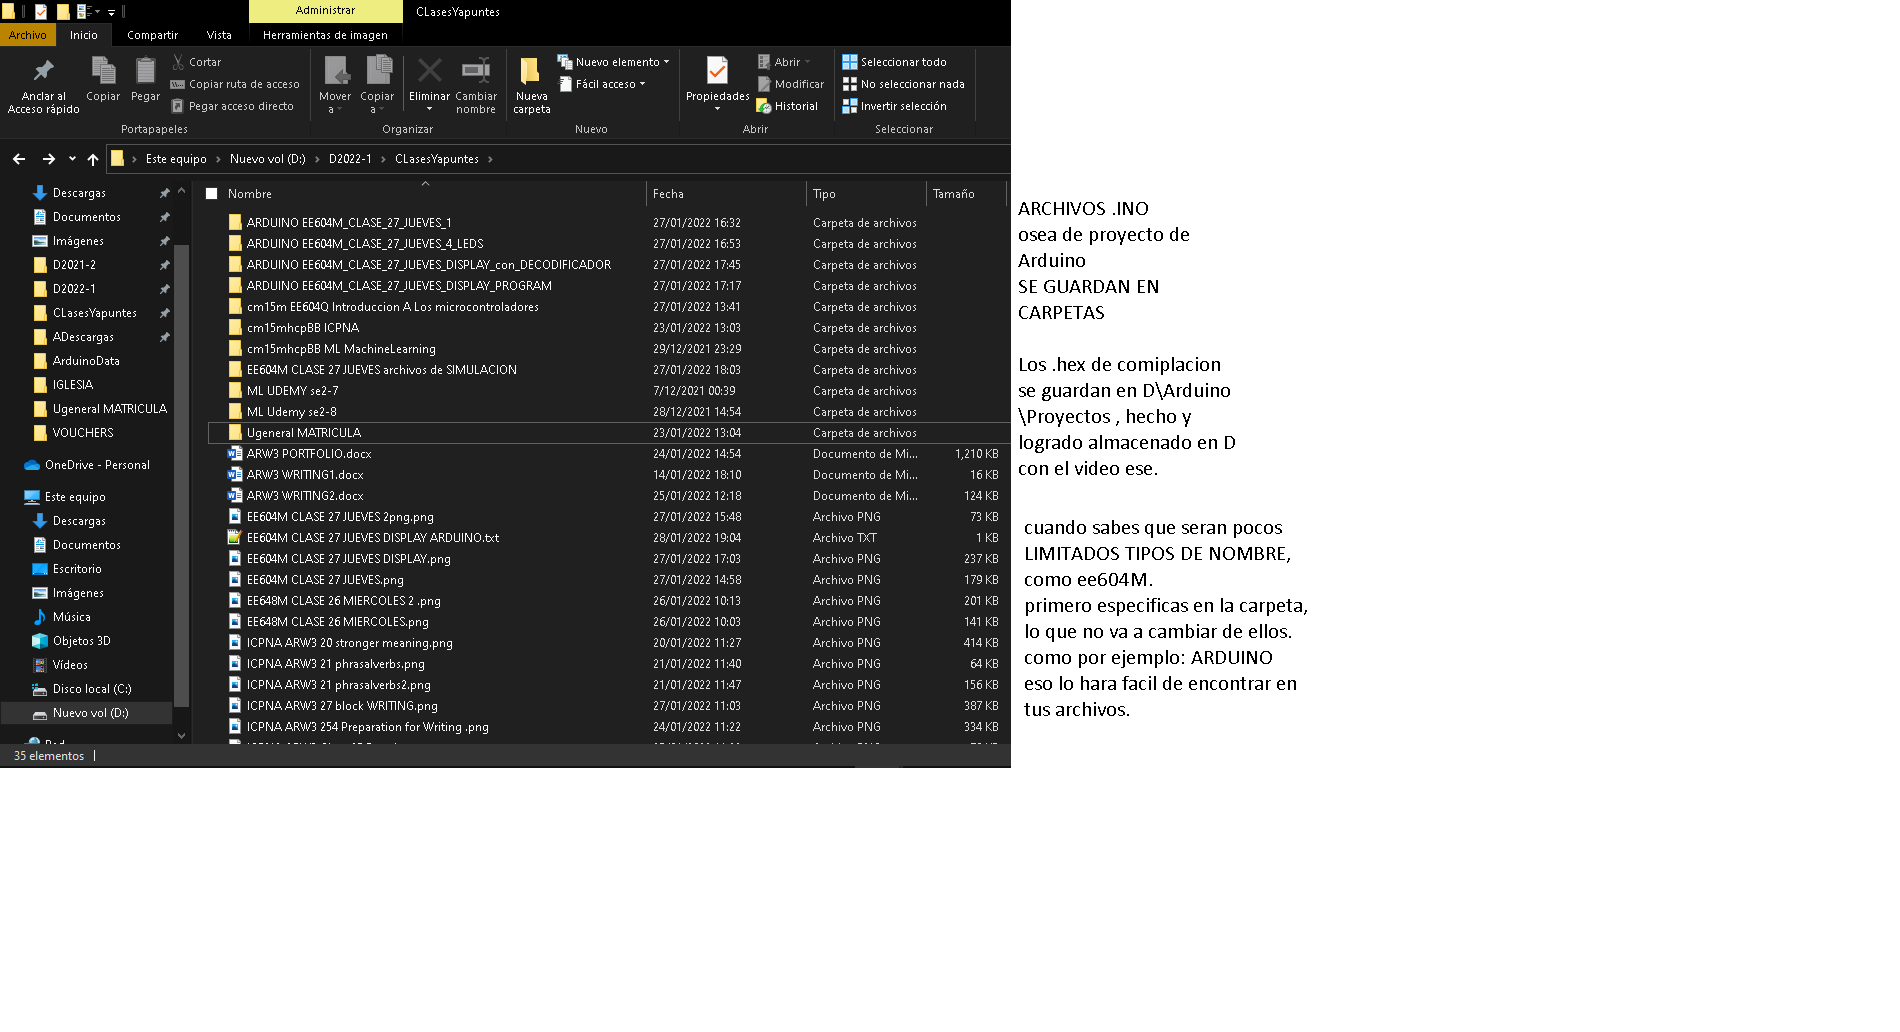 Administrar
CLasesYapuntes
Archivo
Inicio
Compartir
Vista
Herramientas de imagen
Anclar al
Acceso rápido
Copiar
Pegar
Cortar
Copiar ruta de acceso
Pegar acceso directo
Portapapeles
Mover
a
Copiar
a
Eliminar
Cambiar
nombre
Organizar
Nueva
carpeta
Nuevo elemento
Fácil acceso
Nuevo
Propiedades
Abrir
Modificar
Historial
Abrir
Seleccionar todo
No seleccionar nada
Invertir selección
Seleccionar
Este equipo > Nuevo vol (D:) > D2022-1 > CLasesYapuntes >
Descargas
Documentos
Imágenes
D2021-2
D2022-1
CLasesYapuntes
ADescargas
ArduinoData
IGLESIA
Ugeneral MATRICULA
VOUCHERS
OneDrive - Personal
Este equipo
Descargas
Documentos
Escritorio
Imágenes
Música
Objetos 3D
Vídeos
Disco local (C:)
Nuevo vol (D:)
Nombre Fecha Tipo Tamaño
ARDUINO EE604M_CLASE_27_JUEVES_1 27/01/2022 16:32 Carpeta de archivos
ARDUINO EE604M_CLASE_27_JUEVES_4_LEDS 27/01/2022 16:53 Carpeta de archivos
ARDUINO EE604M_CLASE_27_JUEVES_DISPLAY_con_DECODIFICADOR 27/01/2022 17:45 Carpeta de archivos
ARDUINO EE604M_CLASE_27_JUEVES_DISPLAY_PROGRAM 27/01/2022 17:17 Carpeta de archivos
cm15m EE604Q Introduccion A Los microcontroladores 27/01/2022 13:41 Carpeta de archivos
cm15mhcpBB ICPNA 23/01/2022 13:03 Carpeta de archivos
cm15mhcpBB ML MachineLearning 29/12/2021 23:29 Carpeta de archivos
EE604M CLASE 27 JUEVES archivos de SIMULACION 27/01/2022 18:03 Carpeta de archivos
ML UDEMY se2-7 7/12/2021 00:39 Carpeta de archivos
ML Udemy se2-8 28/12/2021 14:54 Carpeta de archivos
Ugeneral MATRICULA 23/01/2022 13:04 Carpeta de archivos
ARW3 PORTFOLIO.docx 24/01/2022 14:54 Documento de Mi... 1,210 KB
ARW3 WRITING1.docx 14/01/2022 18:10 Documento de Mi... 16 KB
ARW3 WRITING2.docx 25/01/2022 12:18 Documento de Mi... 124 KB
EE604M CLASE 27 JUEVES 2png.png 27/01/2022 15:48 Archivo PNG 73 KB
EE604M CLASE 27 JUEVES DISPLAY ARDUINO.txt 28/01/2022 19:04 Archivo TXT 1 KB
EE604M CLASE 27 JUEVES DISPLAY.png 27/01/2022 17:03 Archivo PNG 237 KB
EE604M CLASE 27 JUEVES.png 27/01/2022 14:58 Archivo PNG 179 KB
EE648M CLASE 26 MIERCOLES 2 .png 26/01/2022 10:13 Archivo PNG 201 KB
EE648M CLASE 26 MIERCOLES.png 26/01/2022 10:03 Archivo PNG 141 KB
ICPNA ARW3 20 stronger meaning.png 20/01/2022 11:27 Archivo PNG 414 KB
ICPNA ARW3 21 phrasalverbs.png 21/01/2022 11:40 Archivo PNG 64 KB
ICPNA ARW3 21 phrasalverbs2.png 21/01/2022 11:47 Archivo PNG 156 KB
ICPNA ARW3 27 block WRITING.png 27/01/2022 11:03 Archivo PNG 387 KB
ICPNA ARW3 254 Preparation for Writing .png 24/01/2022 11:22 Archivo PNG 334 KB
35 elementos
ARCHIVOS .INO
osea de proyecto de
Arduino
SE GUARDAN EN
CARPETAS
Los .hex de comiplacion
se guardan en D\Arduino
\Proyectos , hecho y
logrado almacenado en D
con el video ese.
cuando sabes que seran pocos
LIMITADOS TIPOS DE NOMBRE,
como ee604M.
primero especificas en la carpeta,
lo que no va a cambiar de ellos.
como por ejemplo: ARDUINO
eso lo hara facil de encontrar en
tus archivos.